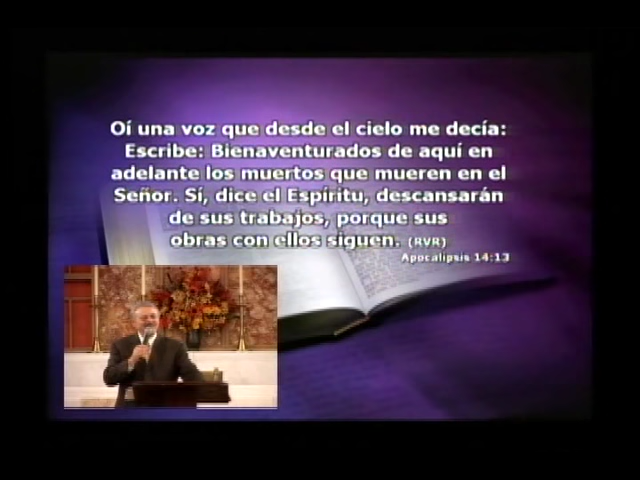 Oí una voz que desde el cielo me decía:
Escribe: Bienaventurados de aquí en
adelante los muertos que mueren en el
Señor. Sí, dice el Espíritu, descansarán
de sus trabajos, porque sus
obras con ellos siguen. (RVR)
Apocalipsis 14:13